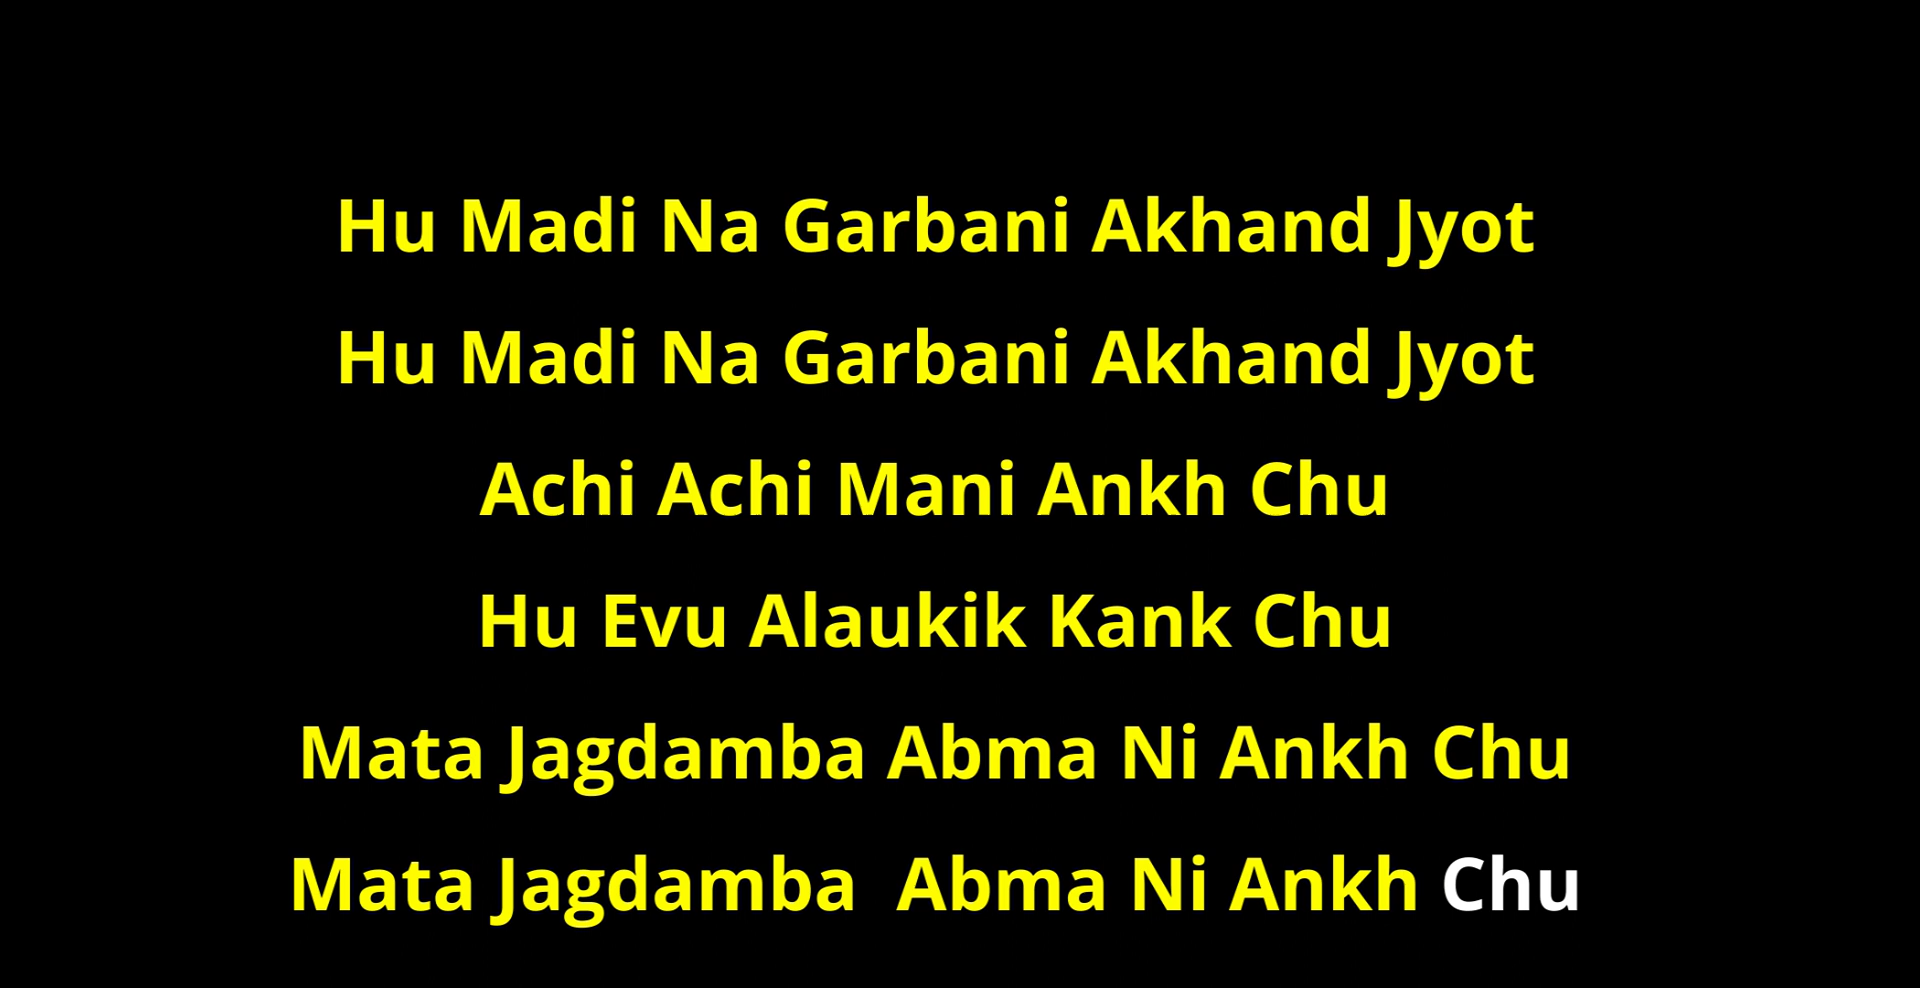 Hu Madi Na Garbani Akhand Jyot
Hu Madi Na Garbani Akhand Jyot
Achi Achi Mani Ankh Chu
Hu Evu Alaukik Kank Chu
Mata Jagdamba Abma Ni Ankh Chu
Mata Jagdamba  Abma Ni Ankh Chu